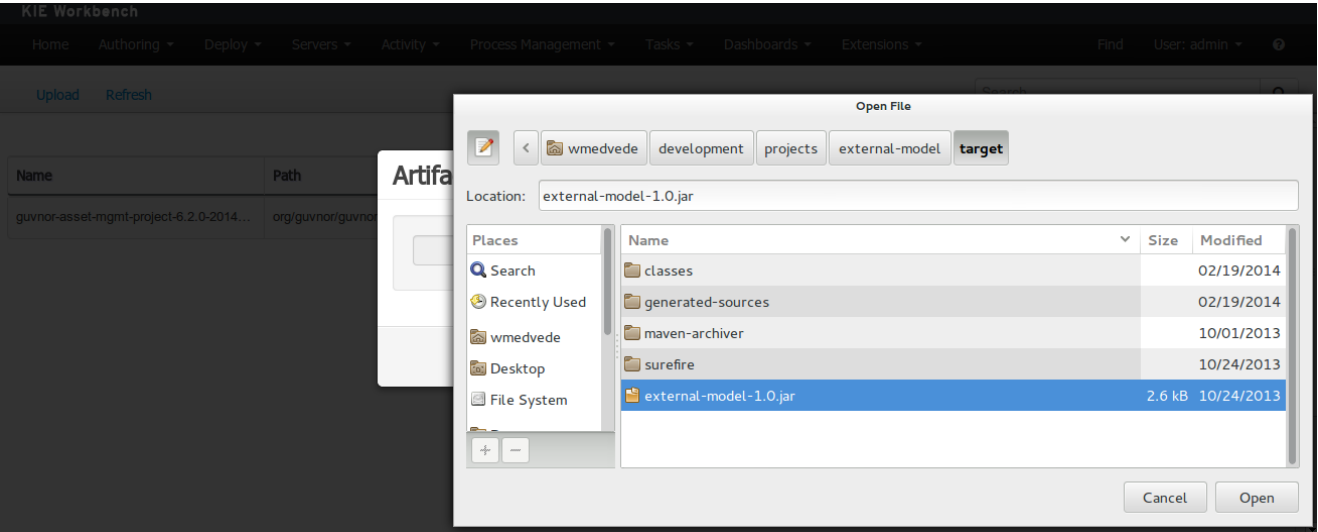 KIE Workbench
Home Authoring Deploy Servers Activity Process Management Tasks Dashboards Extensions Find User: admin
Upload Refresh Search
Open File
wmedvede development projects external-model target
Name Path Artifa
Location: external-model-1.0.jar
guvnor-asset-mgmt-project-6.2.0-2014... org/guvnor/guvnor
Places Name Size Modified
Search classes 02/19/2014
Recently Used generated-sources 02/19/2014
wmedvede maven-archiver 10/01/2013
Desktop surefire 10/24/2013
File System external-model-1.0.jar 2.6 kB 10/24/2013
Cancel Open